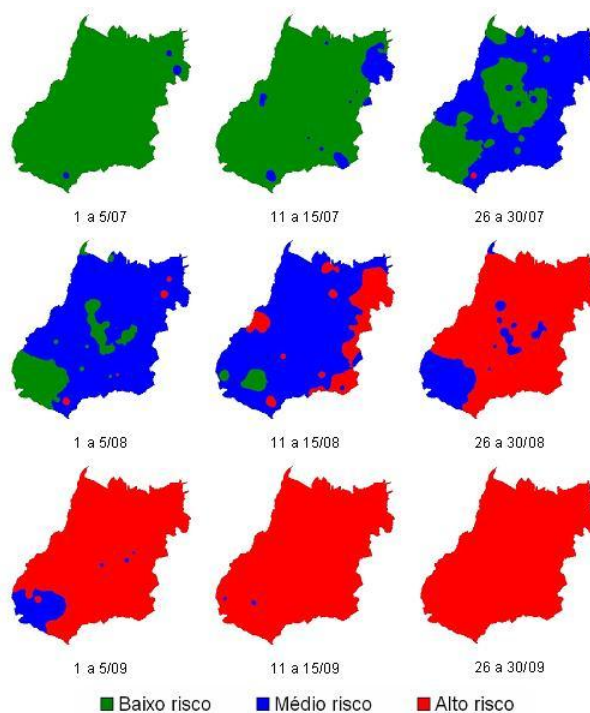 1 a 5/07
11 a 15/07
26 a 30/07
1 a 5/08
11 a 15/08
26 a 30/08
1 a 5/09
11 a 15/09
26 a 30/09
Baixo risco
Médio risco
Alto risco